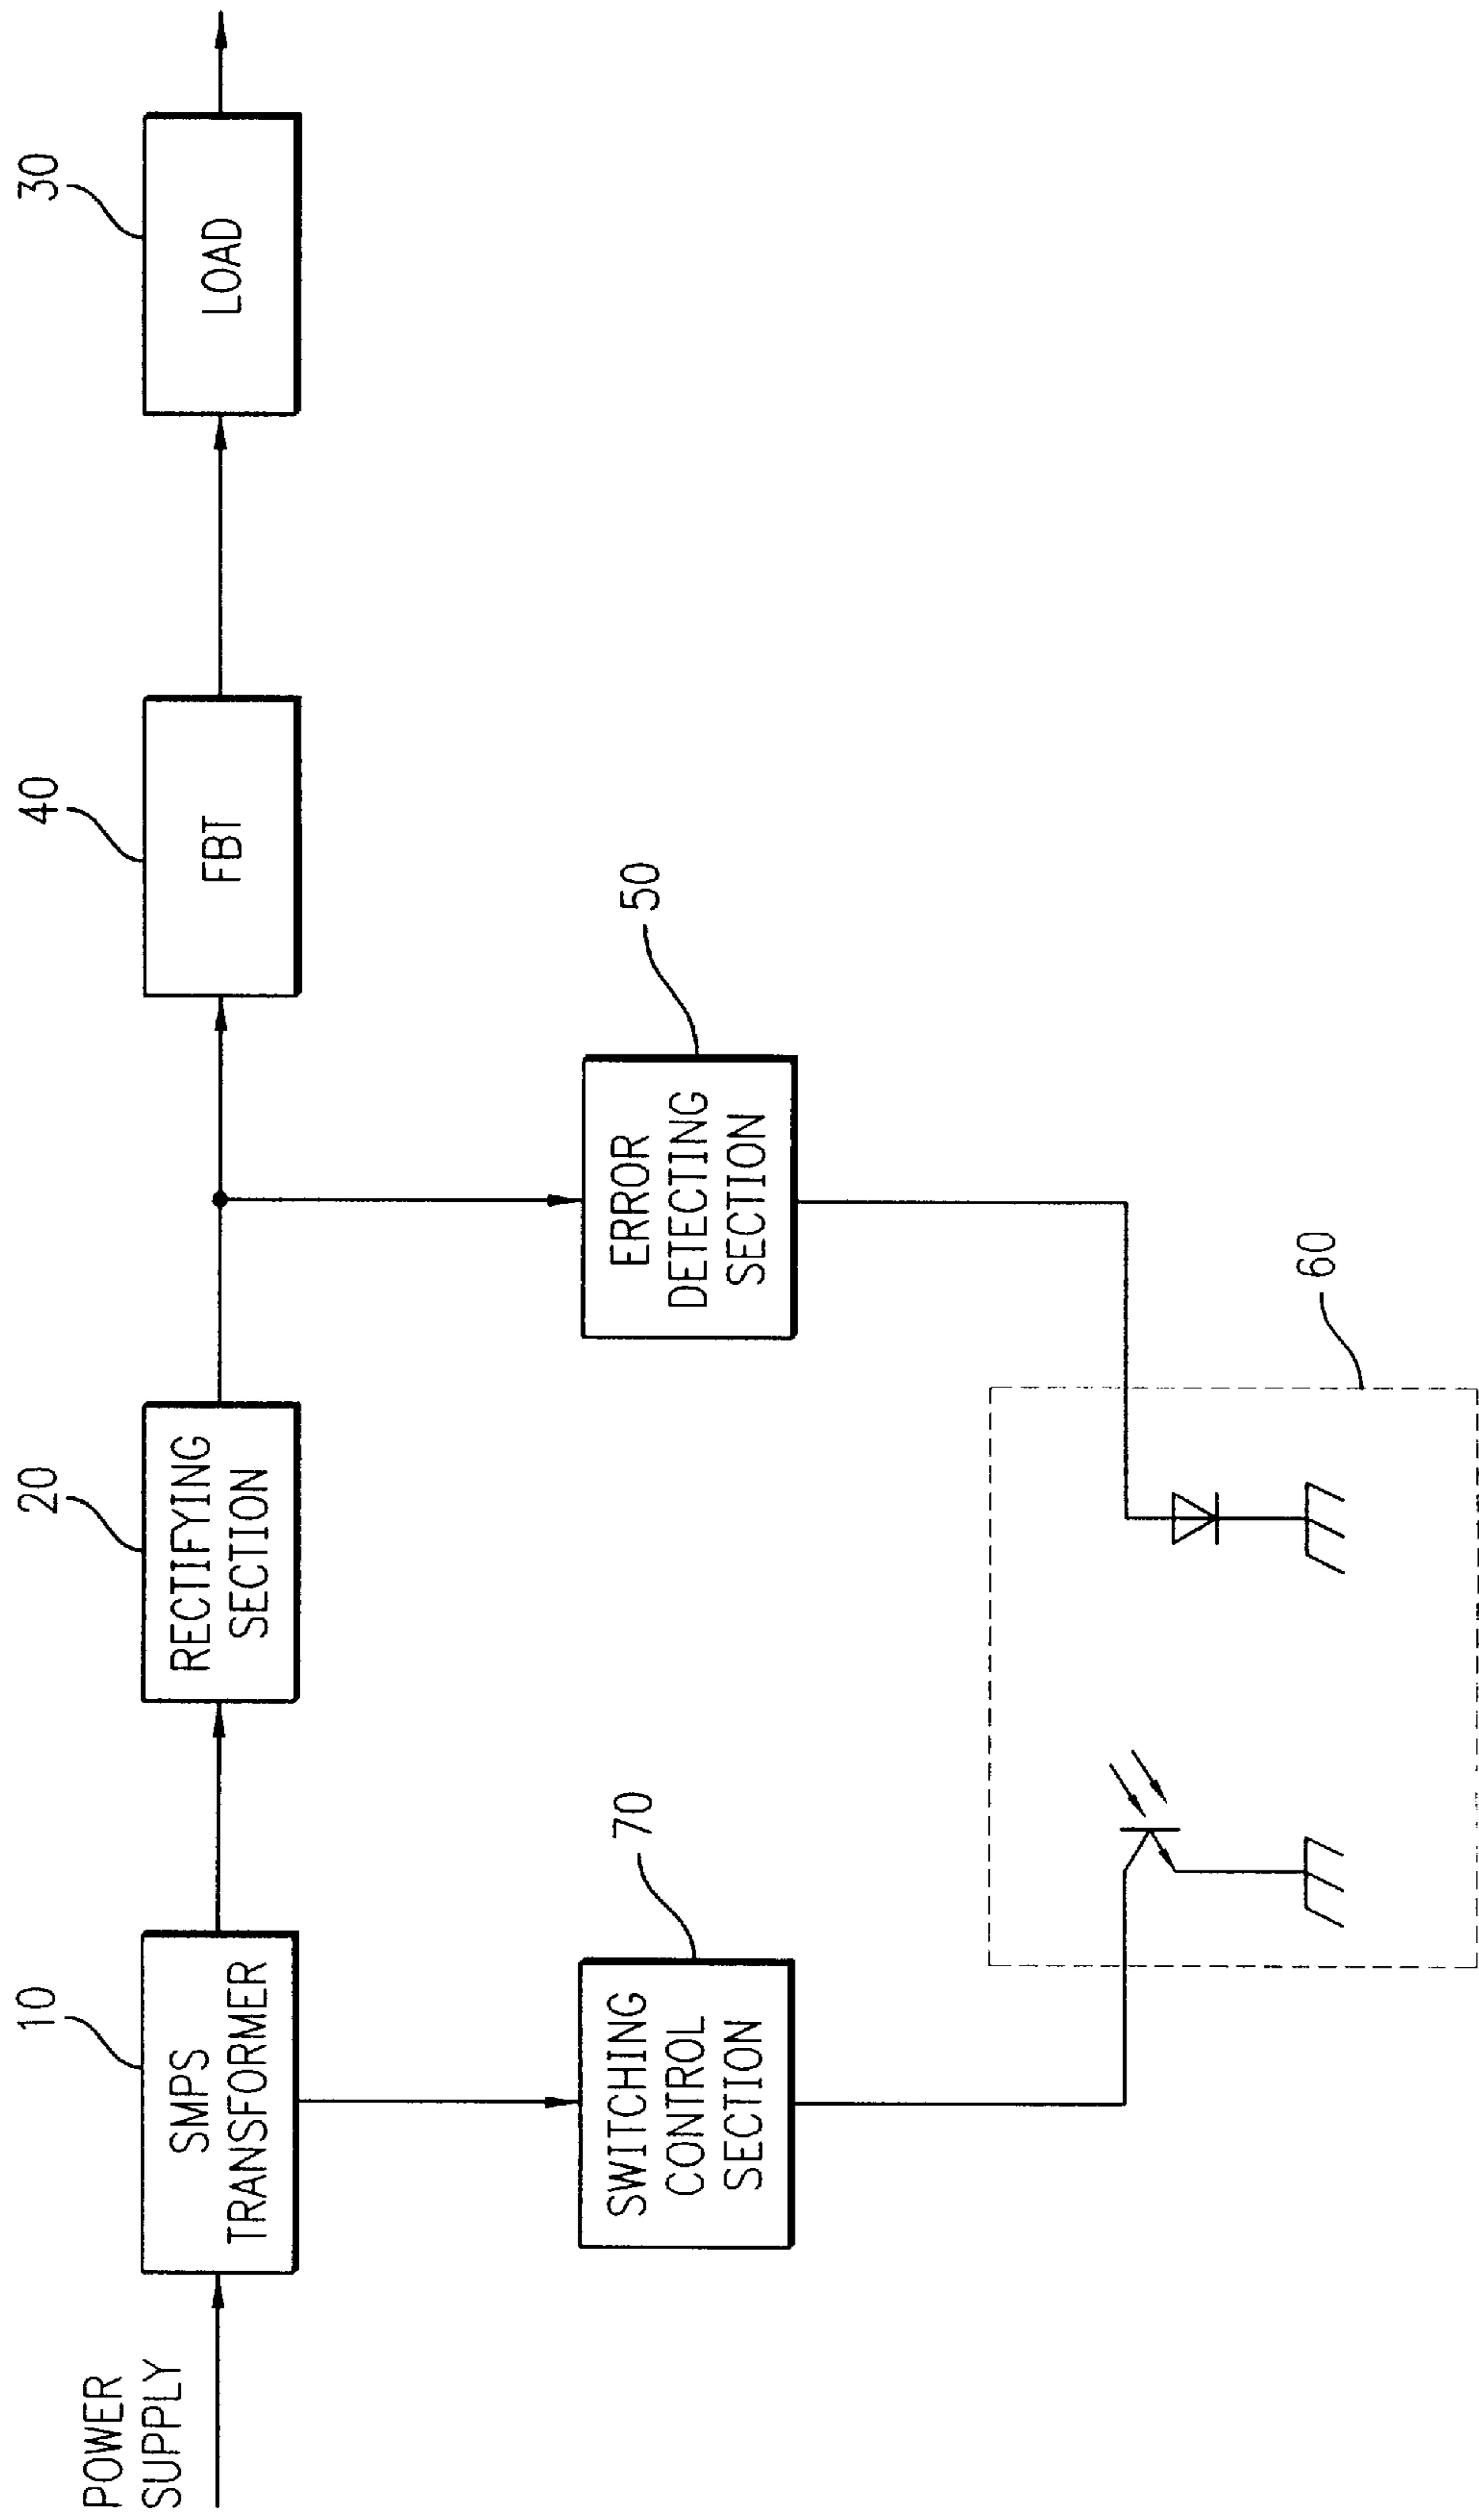 POWER
SUPPLY
10
SMPS
TRANSFORMER
20
RECTIFYING
SECTION
40
FBT
30
LOAD
70
SWITCHING
CONTROL
SECTION
50
ERROR
DETECTING
SECTION
60